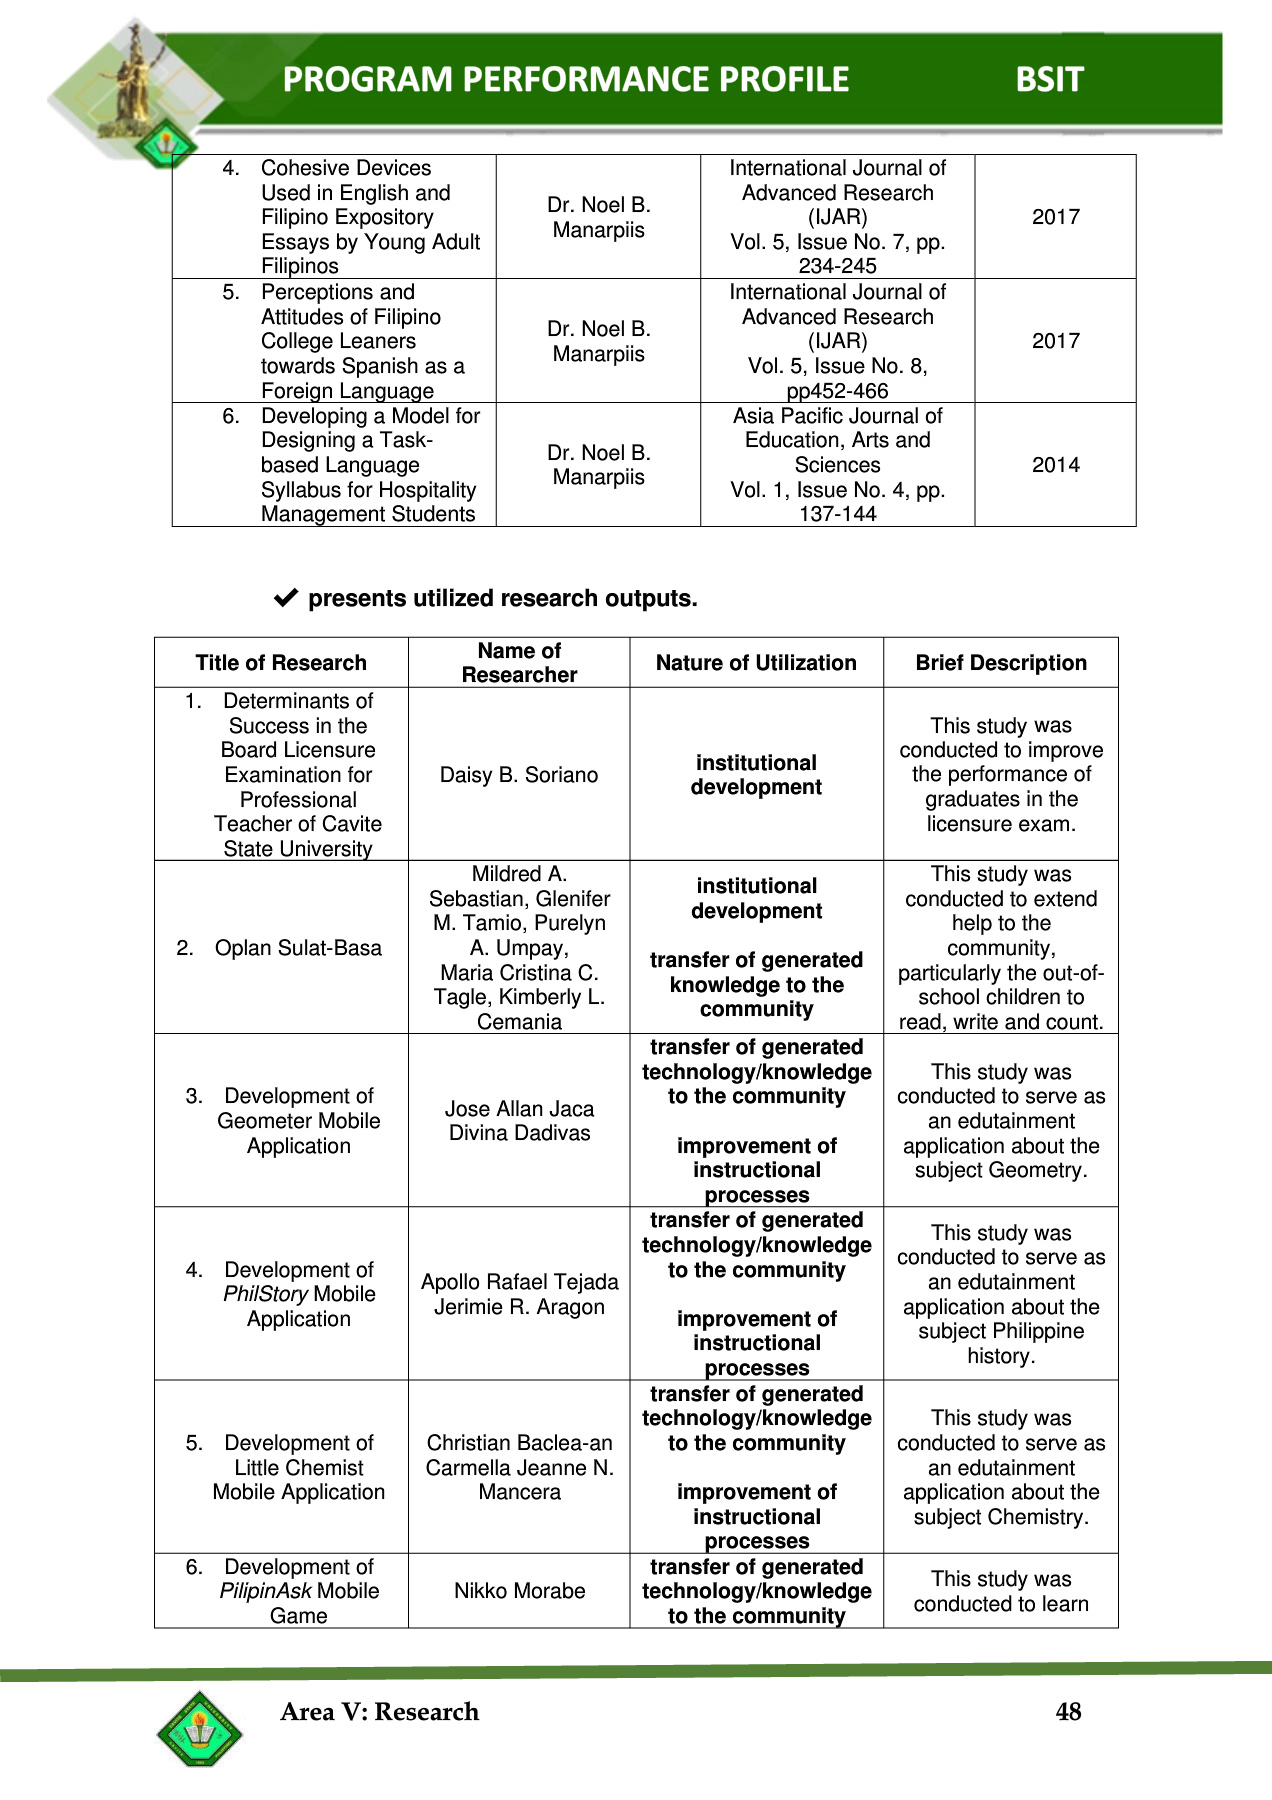 PROGRAM PERFORMANCE PROFILE BSIT
4. Cohesive Devices
Used in English and
Filipino Expository
Essays by Young Adult
Filipinos
Dr. Noel B.
Manarpiis
International Journal of
Advanced Research
(IJAR)
Vol. 5, Issue No. 7, pp.
234-245
2017
5. Perceptions and
Attitudes of Filipino
College Leaners
towards Spanish as a
Foreign Language
Dr. Noel B.
Manarpiis
International Journal of
Advanced Research
(IJAR)
Vol. 5, Issue No. 8,
pp452-466
2017
6. Developing a Model for
Designing a Task-
based Language
Syllabus for Hospitality
Management Students
Dr. Noel B.
Manarpiis
Asia Pacific Journal of
Education, Arts and
Sciences
Vol. 1, Issue No. 4, pp.
137-144
2014
✔ presents utilized research outputs.
Title of Research
Name of
Researcher
Nature of Utilization
Brief Description
1. Determinants of
Success in the
Board Licensure
Examination for
Professional
Teacher of Cavite
State University
Daisy B. Soriano
institutional
development
This study was
conducted to improve
the performance of
graduates in the
licensure exam.
2. Oplan Sulat-Basa
Mildred A.
Sebastian, Glenifer
M. Tamio, Purelyn
A. Umpay,
Maria Cristina C.
Tagle, Kimberly L.
Cemania
institutional
development
transfer of generated
knowledge to the
community
This study was
conducted to extend
help to the
community,
particularly the out-of-
school children to
read, write and count.
3. Development of
Geometer Mobile
Application
Jose Allan Jaca
Divina Dadivas
transfer of generated
technology/knowledge
to the community
improvement of
instructional
processes
This study was
conducted to serve as
an edutainment
application about the
subject Geometry.
4. Development of
PhilStory Mobile
Application
Apollo Rafael Tejada
Jerimie R. Aragon
transfer of generated
technology/knowledge
to the community
improvement of
instructional
processes
This study was
conducted to serve as
an edutainment
application about the
subject Philippine
history.
5. Development of
Little Chemist
Mobile Application
Christian Baclea-an
Carmella Jeanne N.
Mancera
transfer of generated
technology/knowledge
to the community
improvement of
instructional
processes
This study was
conducted to serve as
an edutainment
application about the
subject Chemistry.
6. Development of
PilipinAsk Mobile
Game
Nikko Morabe
transfer of generated
technology/knowledge
to the community
This study was
conducted to learn
Area V: Research 48